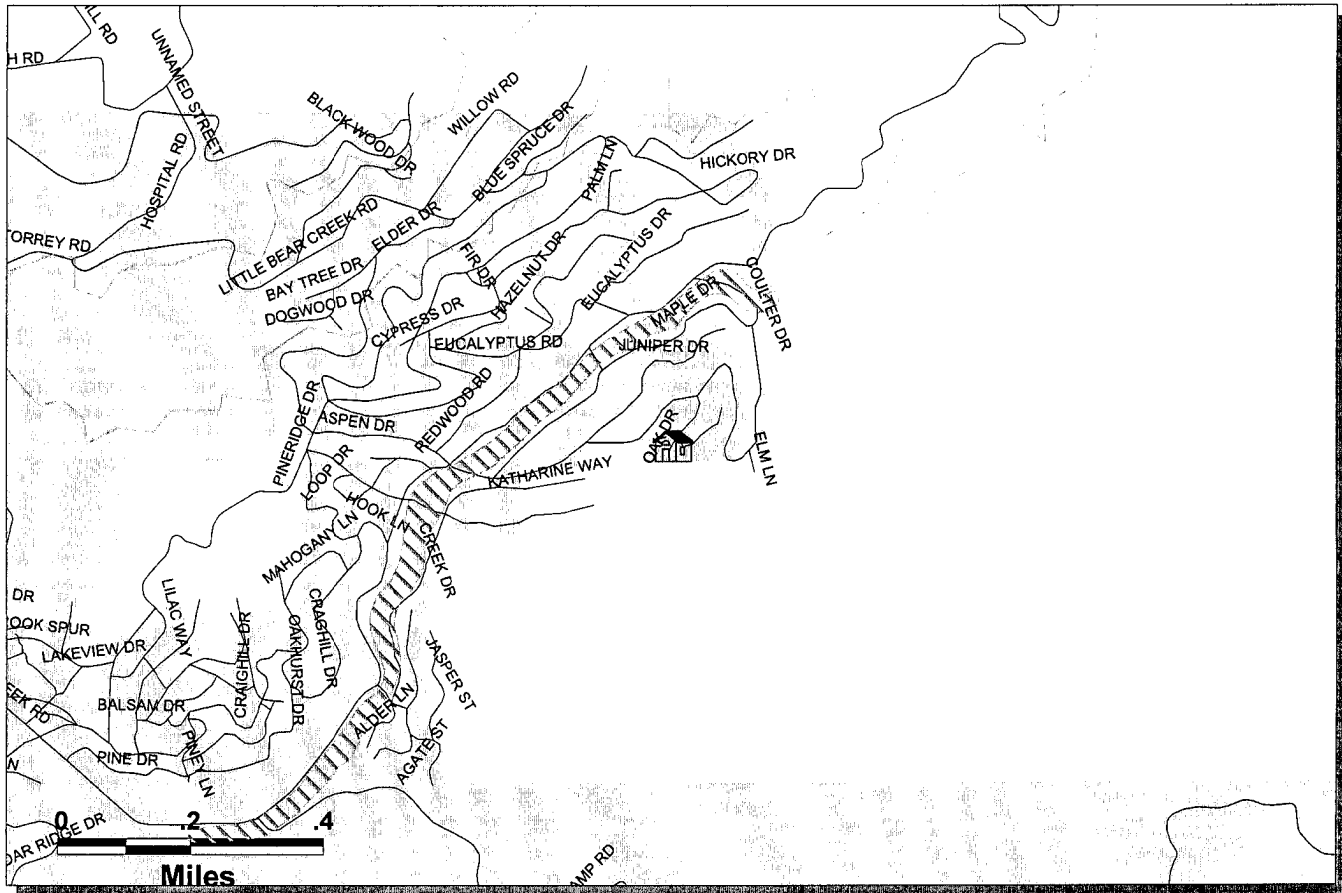 ILL RD
UNNAMED STREET
H RD
HOSPITAL RD
TORREY RD
BLACK WOOD DR
WILLOW RD
BLUE SPRUCE DR
PALM LN
HICKORY DR
LITTLE BEAR CREEK RD
ELDER DR
BAY TREE DR
DOGWOOD DR
FIR DR
HAZELNUT DR
EUCALYPTUS DR
CYPRESS DR
EUCALYPTUS RD
MAPLE DR
COULTER DR
JUNIPER DR
PINERIDGE DR
ASPEN DR
REDWOOD RD
LOOP DR
HOOK LN
KATHARINE WAY
AK DR
ELM LN
MAHOGANY LN
CREEK DR
DR
OOK SPUR
LAKEVIEW DR
LILAC WAY
CRAIGHILL DR
OAKHURST DR
CRAGHILL DR
JASPER ST
EEK RD
BALSAM DR
ALDER LN
AGATE ST
N
PINE DR
PINEY LN
DAR RIDGE DR
AMP RD
0 .2 .4
Miles